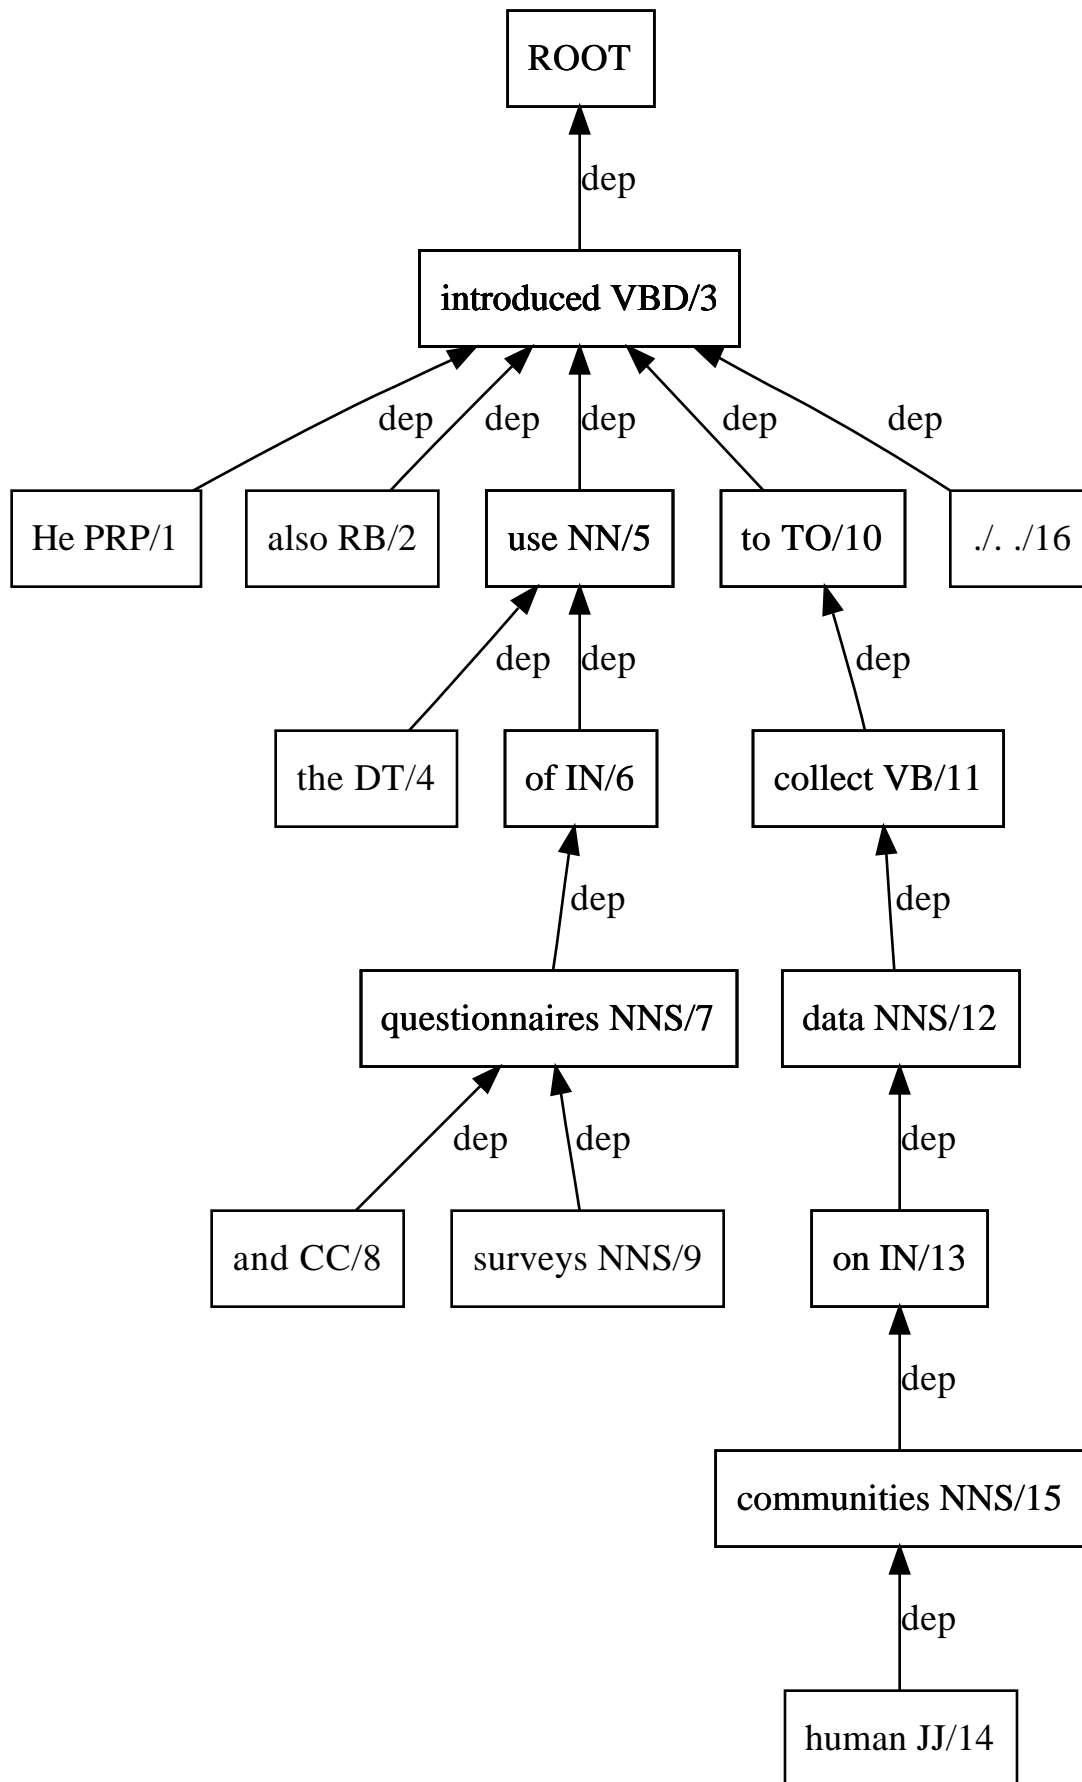 ROOT
dep
introduced VBD/3
dep dep dep dep dep
He PRP/1 also RB/2 use NN/5 to TO/10 ./. ./16
dep dep dep
the DT/4 of IN/6 collect VB/11
dep dep
questionnaires NNS/7 data NNS/12
dep dep dep
and CC/8 surveys NNS/9 on IN/13
dep
communities NNS/15
dep
human JJ/14